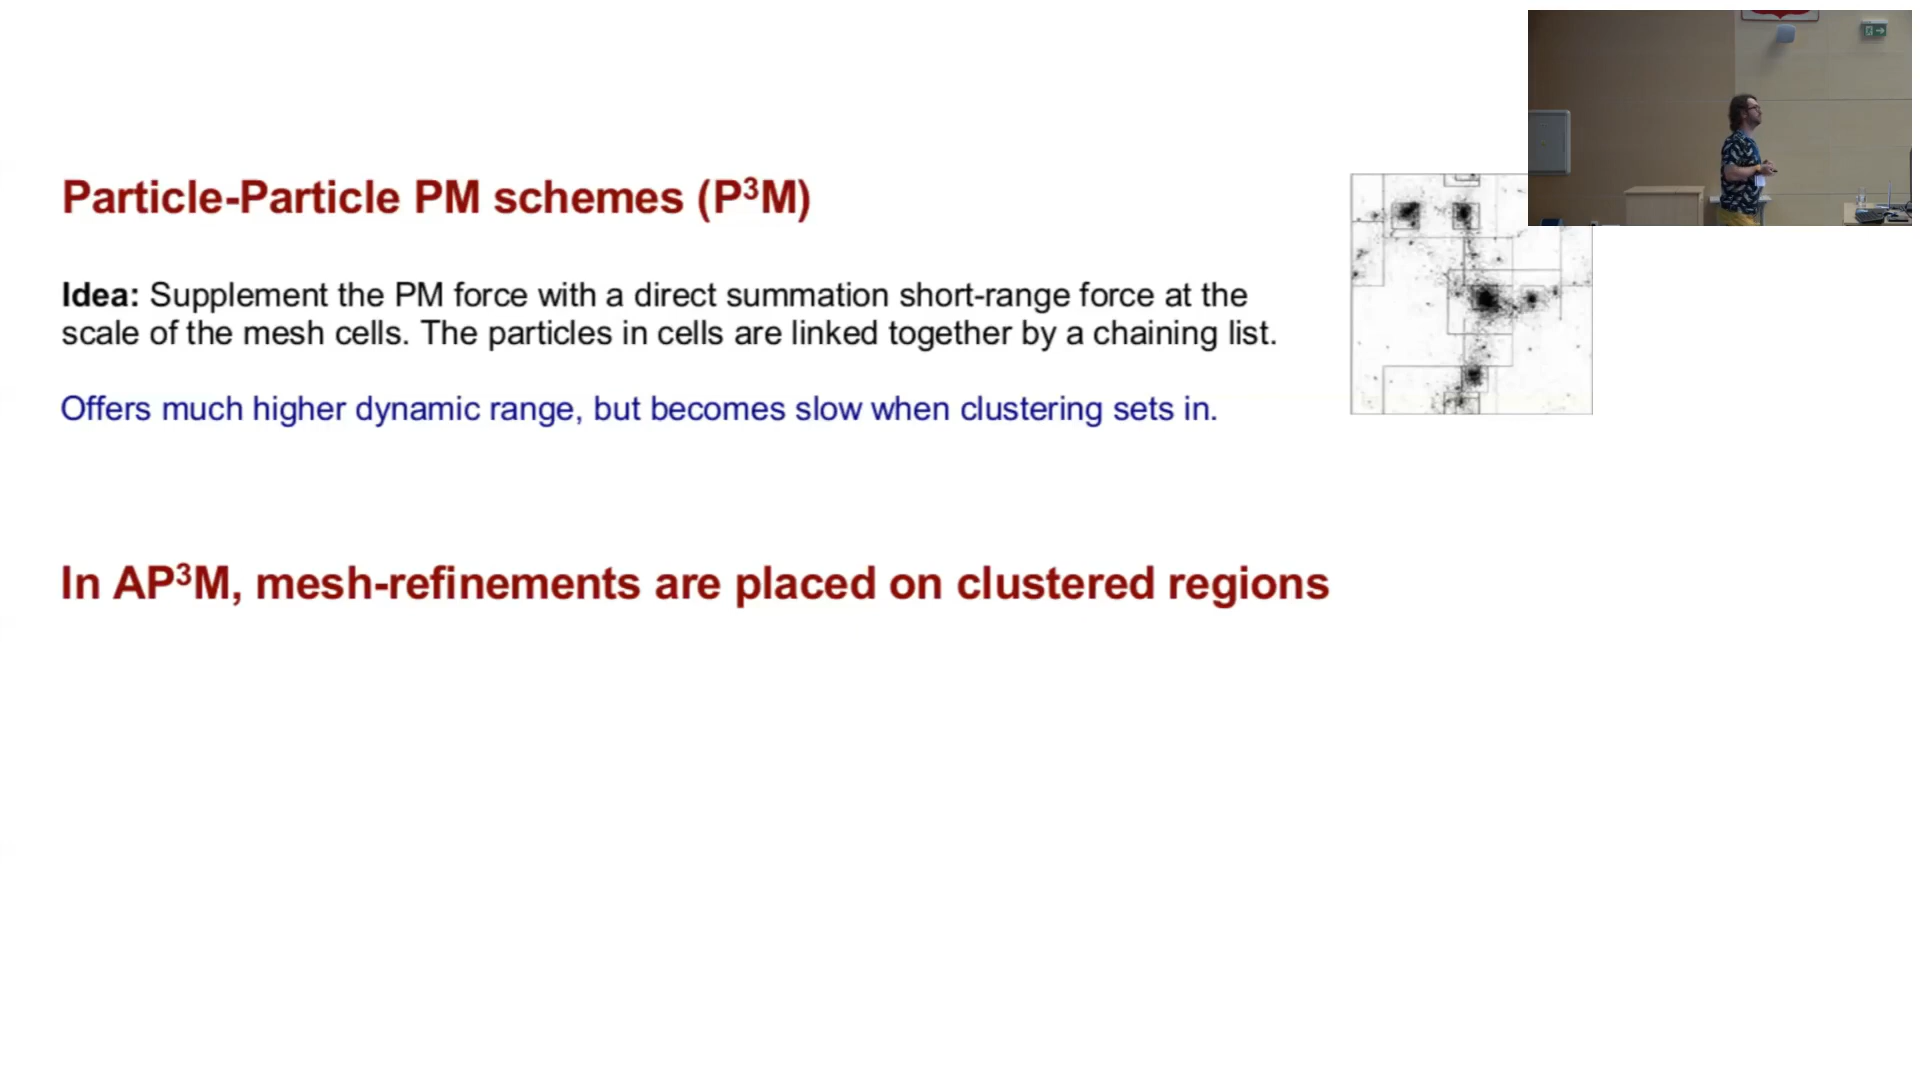 Particle-Particle PM schemes (P³M)
Idea: Supplement the PM force with a direct summation short-range force at the
scale of the mesh cells. The particles in cells are linked together by a chaining list.
Offers much higher dynamic range, but becomes slow when clustering sets in.
In AP³M, mesh-refinements are placed on clustered regions